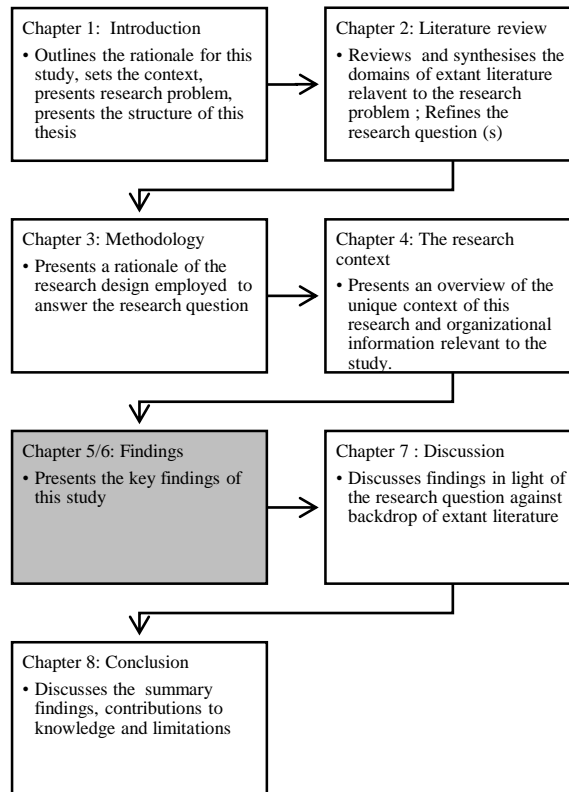 Chapter 1: Introduction
• Outlines the rationale for this
study, sets the context,
presents research problem,
presents the structure of this
thesis
Chapter 2: Literature review
• Reviews and synthesises the
domains of extant literature
relavent to the research
problem ; Refines the
research question (s)
Chapter 3: Methodology
• Presents a rationale of the
research design employed to
answer the research question
Chapter 4: The research
context
• Presents an overview of the
unique context of this
research and organizational
information relevant to the
study.
Chapter 5/6: Findings
• Presents the key findings of
this study
Chapter 7 : Discussion
• Discusses findings in light of
the research question against
backdrop of extant literature
Chapter 8: Conclusion
• Discusses the summary
findings, contributions to
knowledge and limitations